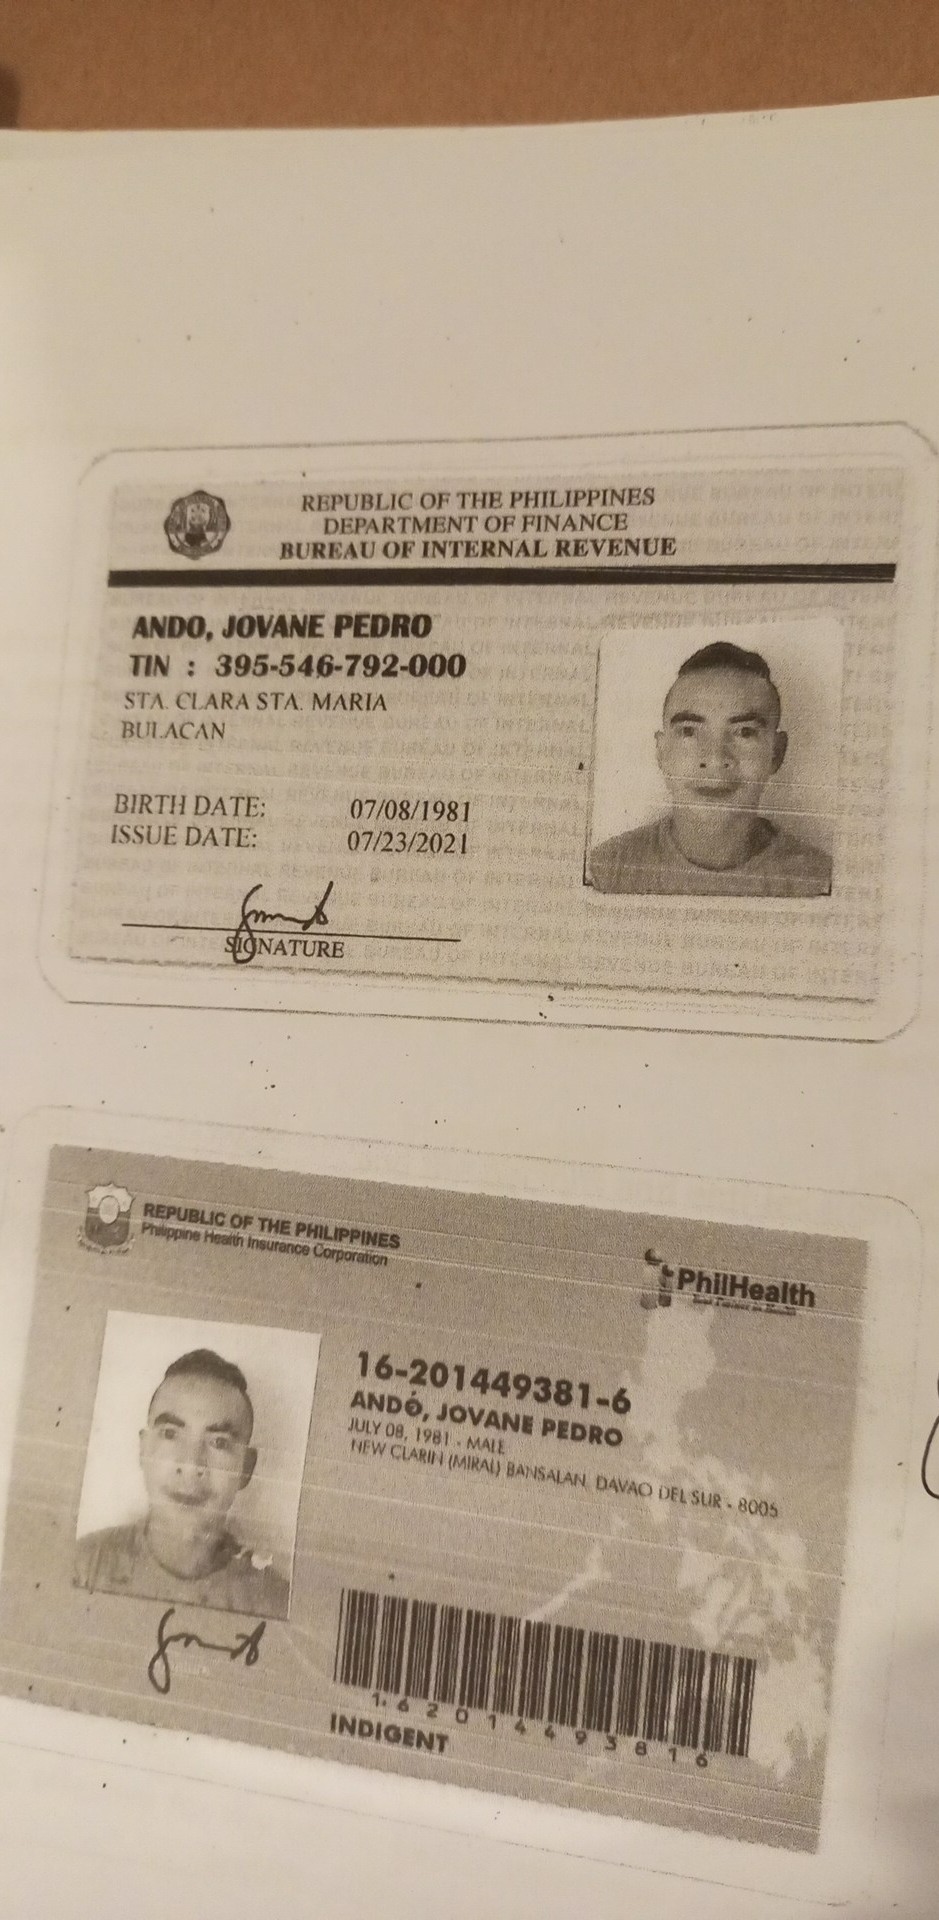 REPUBLIC OF THE PHILIPPINES
DEPARTMENT OF FINANCE
BUREAU OF INTERNAL REVENUE
ANDO, JOVANE PEDRO
TIN : 395-546-792-000
STA. CLARA STA. MARIA
BULACAN
BIRTH DATE: 07/08/1981
ISSUE DATE: 07/23/2021
SIGNATURE
REPUBLIC OF THE PHILIPPINES
Philippine Health Insurance Corporation
PhilHealth
16-201449381-6
ANDO, JOVANE PEDRO
JULY 08, 1981 - MALE
NEW CLARIN (MIRAL) BANSALAN, DAVAO DEL SUR - 8005
1 6 2 0 1 4 4 9 3 8 1 6
INDIGENT